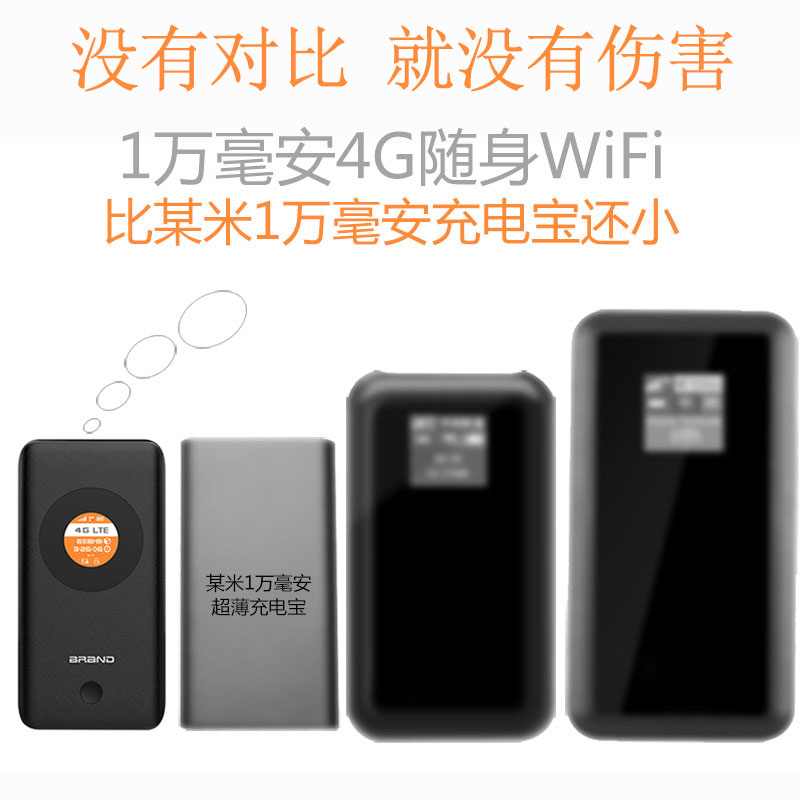 没有对比 就没有伤害
1万毫安4G随身WiFi
比某米1万毫安充电宝还小
4G LTE
某米1万毫安
超薄充电宝
BRAND